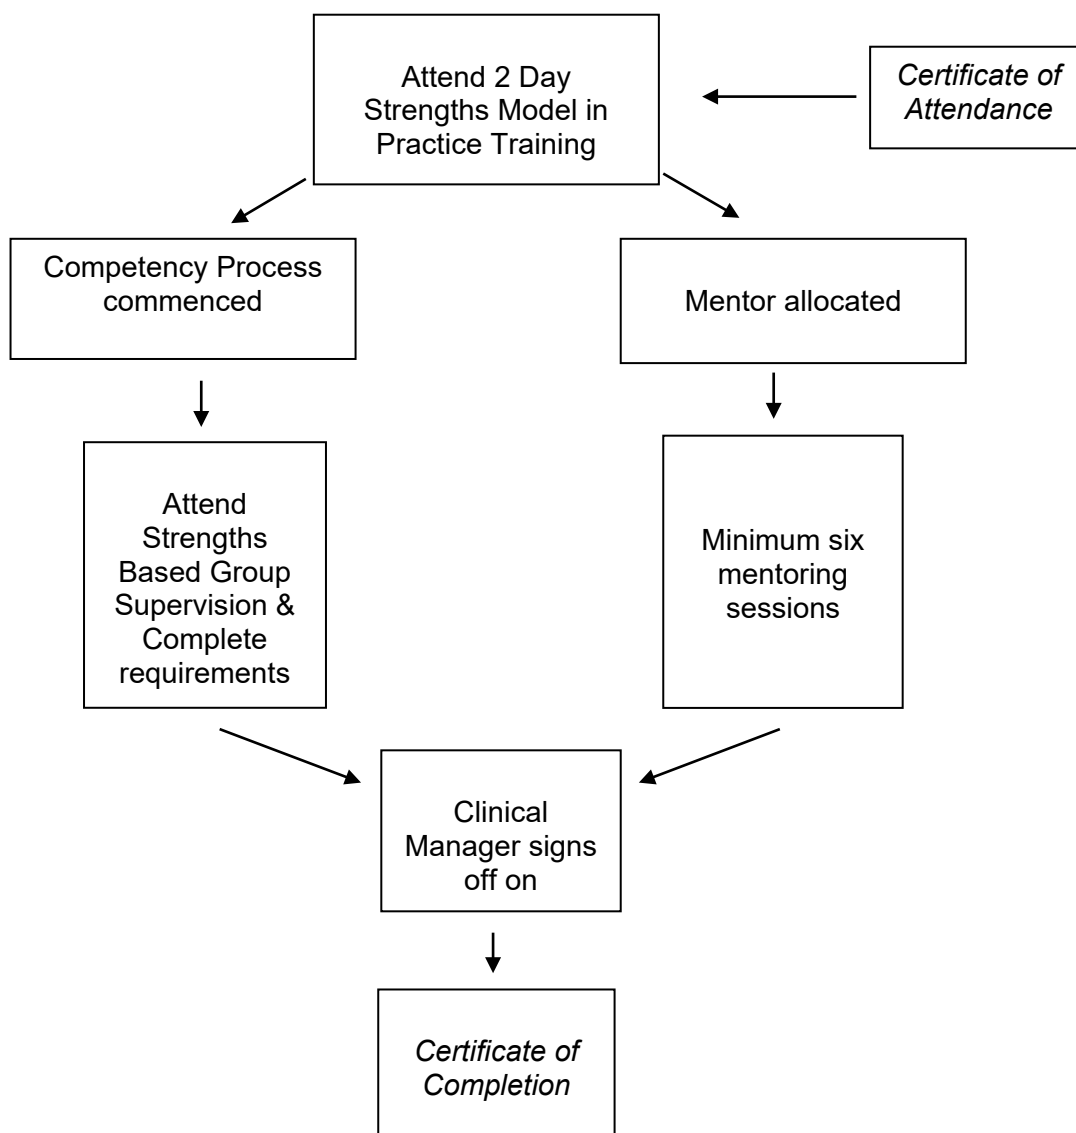 Attend 2 Day
Strengths Model in
Practice Training
Certificate of
Attendance
Competency Process
commenced
Mentor allocated
Attend
Strengths
Based Group
Supervision &
Complete
requirements
Minimum six
mentoring
sessions
Clinical
Manager signs
off on
Certificate of
Completion